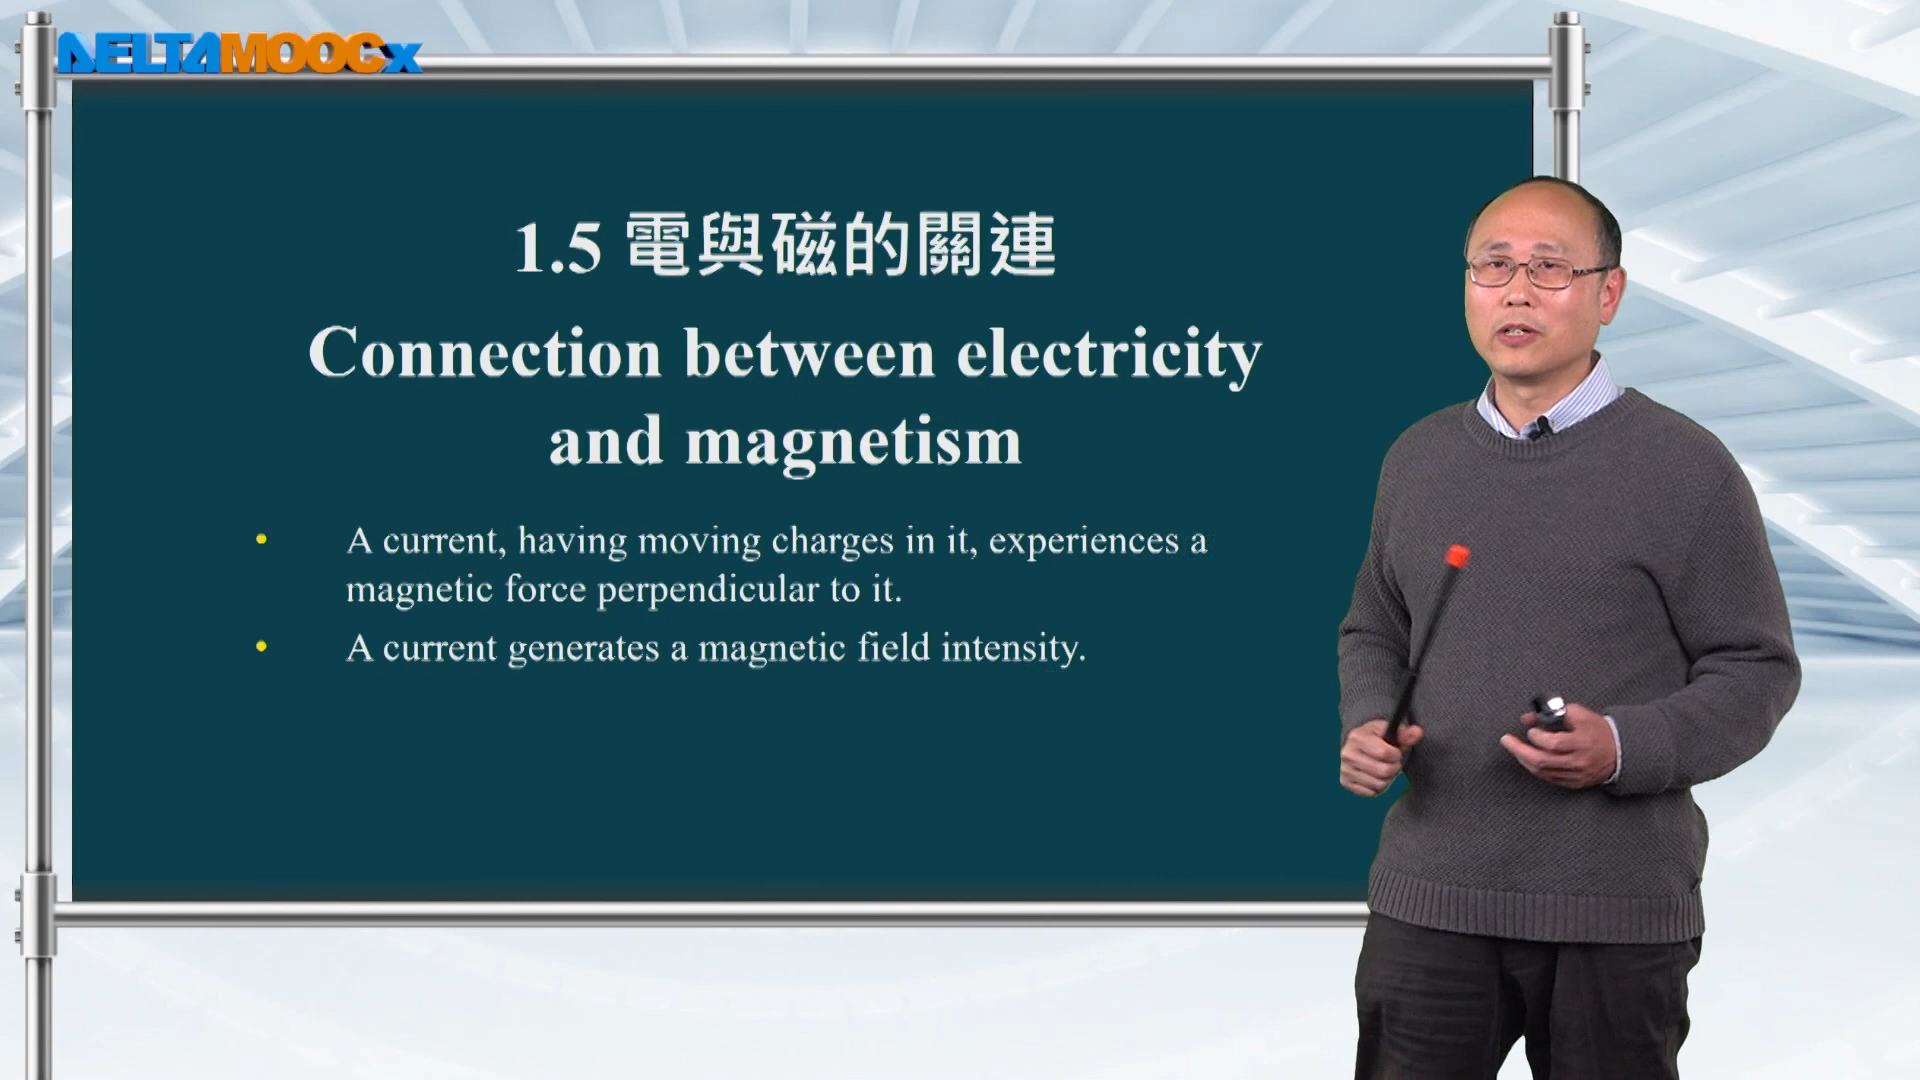 DELTAMOOCx
1.5 電與磁的關連
Connection between electricity
and magnetism
• A current, having moving charges in it, experiences a
magnetic force perpendicular to it.
• A current generates a magnetic field intensity.